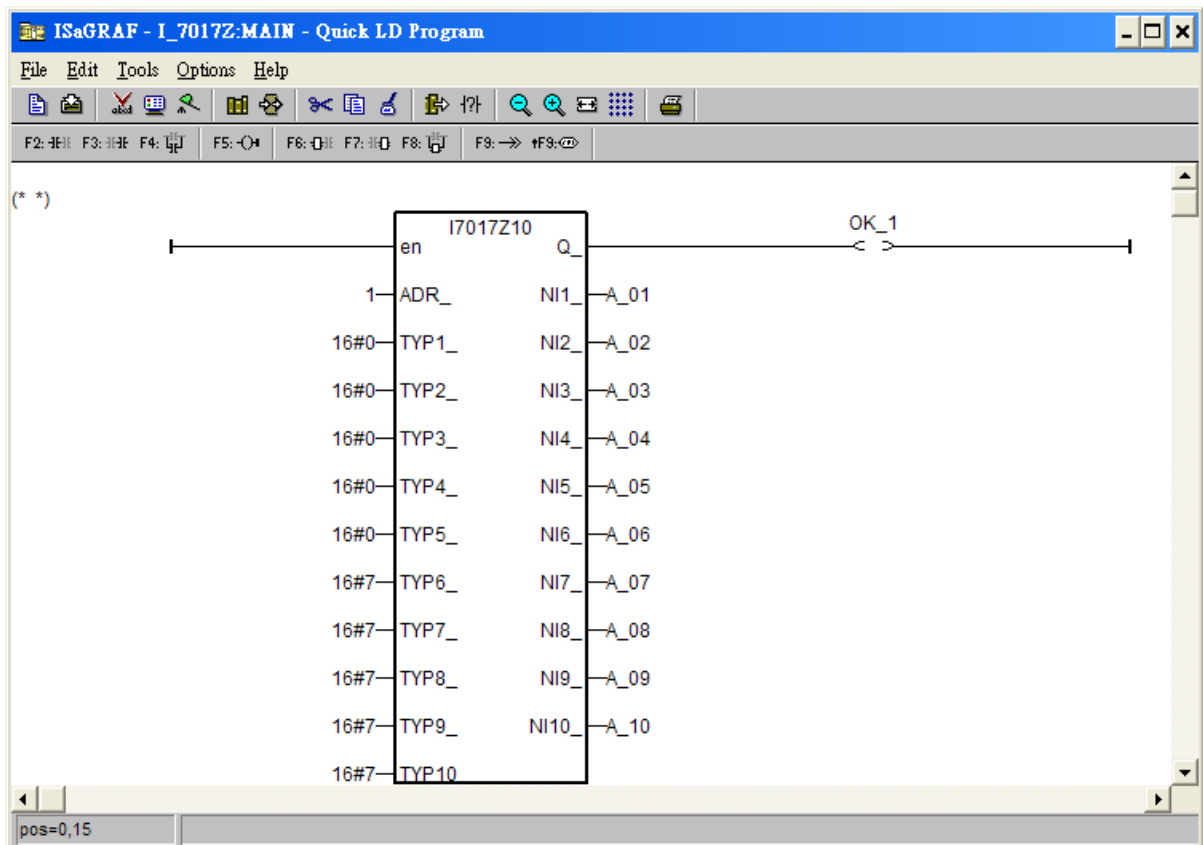 ISaGRAF - I_7017Z:MAIN - Quick LD Program
File Edit Tools Options Help
F2: F3: F4: F5: F6: F7: F8: F9: F9:
(* *)
I7017Z10 OK_1
en Q_
1 ADR_ NI1_ A_01
16#0 TYP1_ NI2_ A_02
16#0 TYP2_ NI3_ A_03
16#0 TYP3_ NI4_ A_04
16#0 TYP4_ NI5_ A_05
16#0 TYP5_ NI6_ A_06
16#7 TYP6_ NI7_ A_07
16#7 TYP7_ NI8_ A_08
16#7 TYP8_ NI9_ A_09
16#7 TYP9_ NI10_ A_10
16#7 TYP10
pos=0,15